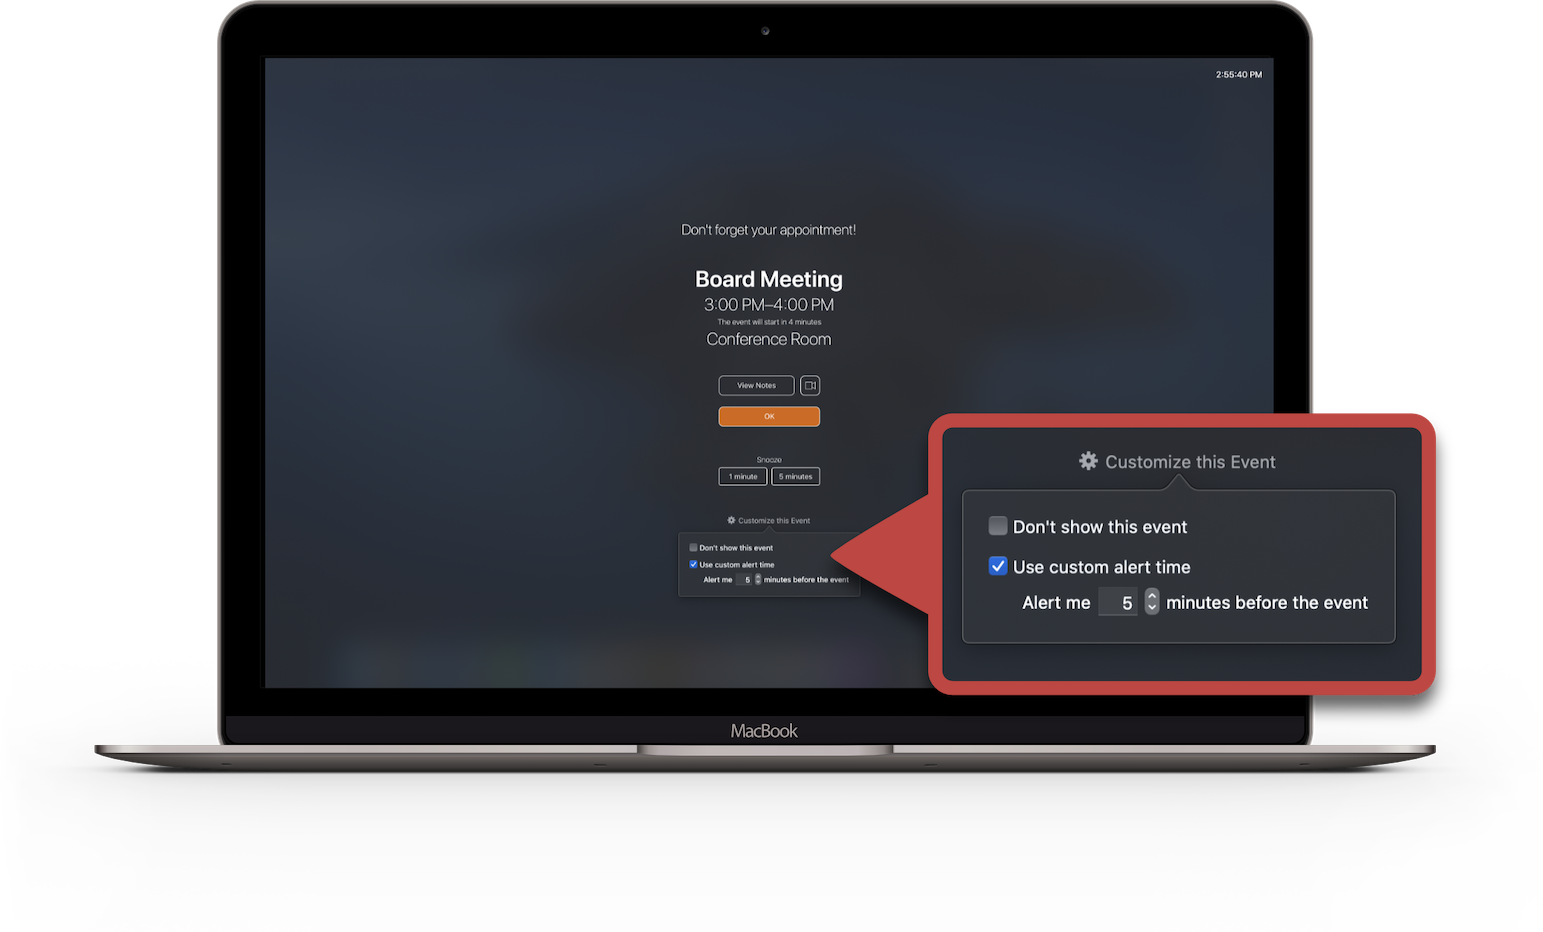 2:55:40 PM
Don't forget your appointment!
Board Meeting
3:00 PM–4:00 PM
The event will start in 4 minutes
Conference Room
View Notes
OK
Snooze
1 minute 5 minutes
Customize this Event
Don't show this event
Use custom alert time
Alert me 5 minutes before the event
Customize this Event
Don't show this event
Use custom alert time
Alert me 5 minutes before the event
MacBook